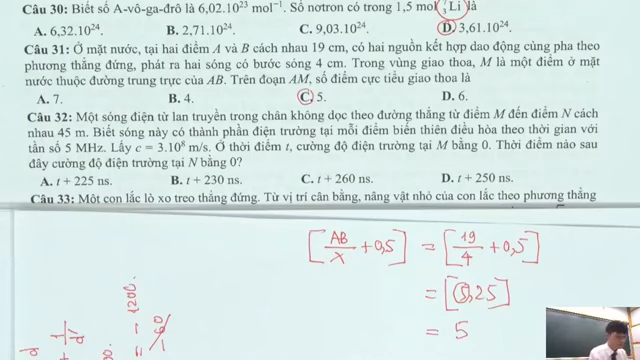 Câu 30: Biết số A-vô-ga-đrô là 6,02.10²³ mol⁻¹. Số nơtron có trong 1,5 mol ⁷₃Li là
A. 6,32.10²⁴. B. 2,71.10²⁴. C. 9,03.10²⁴. D. 3,61.10²⁴.
Câu 31: Ở mặt nước, tại hai điểm A và B cách nhau 19 cm, có hai nguồn kết hợp dao động cùng pha theo
phương thẳng đứng, phát ra hai sóng có bước sóng 4 cm. Trong vùng giao thoa, M là một điểm ở mặt
nước thuộc đường trung trực của AB. Trên đoạn AM, số điểm cực tiểu giao thoa là
A. 7. B. 4. C. 5. D. 6.
Câu 32: Một sóng điện từ lan truyền trong chân không dọc theo đường thẳng từ điểm M đến điểm N cách
nhau 45 m. Biết sóng này có thành phần điện trường tại mỗi điểm biến thiên điều hòa theo thời gian với
tần số 5 MHz. Lấy c = 3.10⁸ m/s. Ở thời điểm t, cường độ điện trường tại M bằng 0. Thời điểm nào sau
đây cường độ điện trường tại N bằng 0?
A. t + 225 ns. B. t + 230 ns. C. t + 260 ns. D. t + 250 ns.
Câu 33: Một con lắc lò xo treo thẳng đứng. Từ vị trí cân bằng, nâng vật nhỏ của con lắc theo phương thẳng
[AB/λ + 0,5] = [19/4 + 0,5]
= [5,25]
= 5
1200.